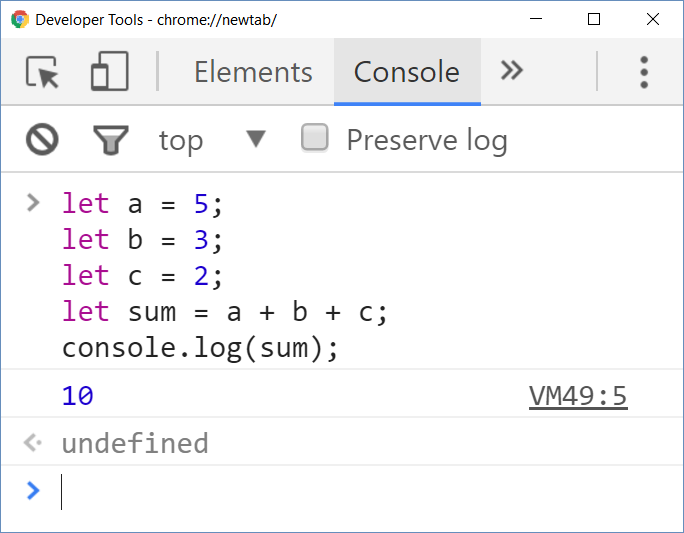 Developer Tools - chrome://newtab/
Elements Console
top Preserve log
let a = 5;
let b = 3;
let c = 2;
let sum = a + b + c;
console.log(sum);
10 VM49:5
undefined